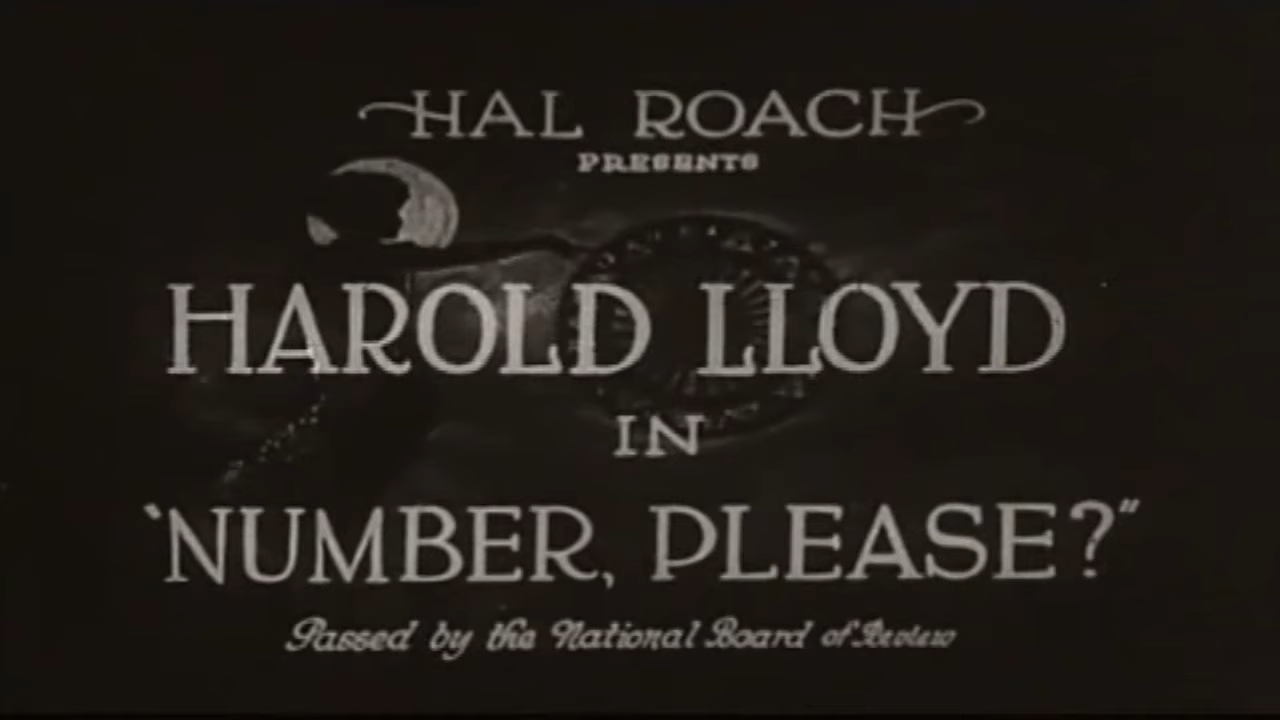 HAL ROACH
PRESENTS
HAROLD LLOYD
IN
"NUMBER, PLEASE?"
Passed by the National Board of Review